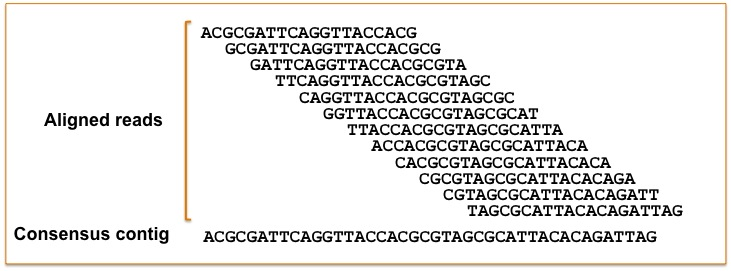 Aligned reads
ACGCGATTCAGGTTACCACG
GCGATTCAGGTTACCACGCG
GATTCAGGTTACCACGCGTA
TTCAGGTTACCACGCGTAGC
CAGGTTACCACGCGTAGCGC
GGTTACCACGCGTAGCGCAT
TTACCACGCGTAGCGCATTA
ACCACGCGTAGCGCATTACA
CACGCGTAGCGCATTACACA
CGCGTAGCGCATTACACAGA
CGTAGCGCATTACACAGATT
TAGCGCATTACACAGATTAG
Consensus contig ACGCGATTCAGGTTACCACGCGTAGCGCATTACACAGATTAG